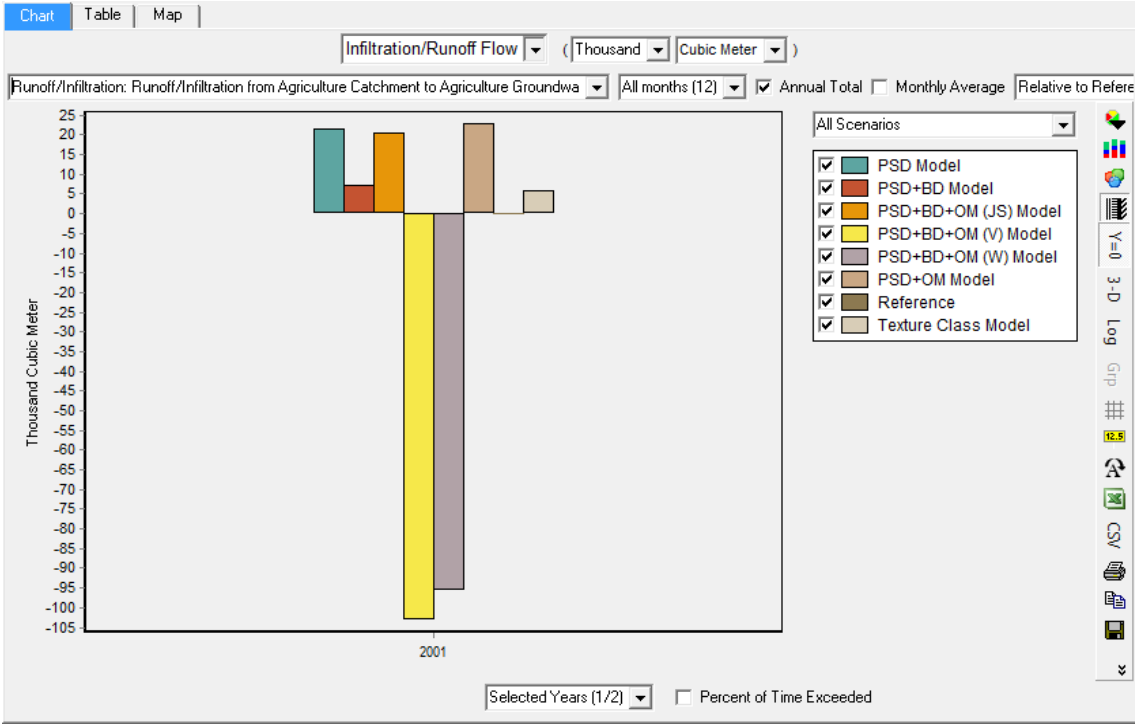 Chart Table Map
Infiltration/Runoff Flow ( Thousand Cubic Meter )
Runoff/Infiltration: Runoff/Infiltration from Agriculture Catchment to Agriculture Groundwa All months (12) Annual Total Monthly Average Relative to Refere
All Scenarios
PSD Model
PSD+BD Model
PSD+BD+OM (JS) Model
PSD+BD+OM (V) Model
PSD+BD+OM (W) Model
PSD+OM Model
Reference
Texture Class Model
Thousand Cubic Meter
25
20
15
10
5
0
-5
-10
-15
-20
-25
-30
-35
-40
-45
-50
-55
-60
-65
-70
-75
-80
-85
-90
-95
-100
-105
2001
Y=0
3-D
Log
Grp
12.5
A
CSV
Selected Years (1/2) Percent of Time Exceeded